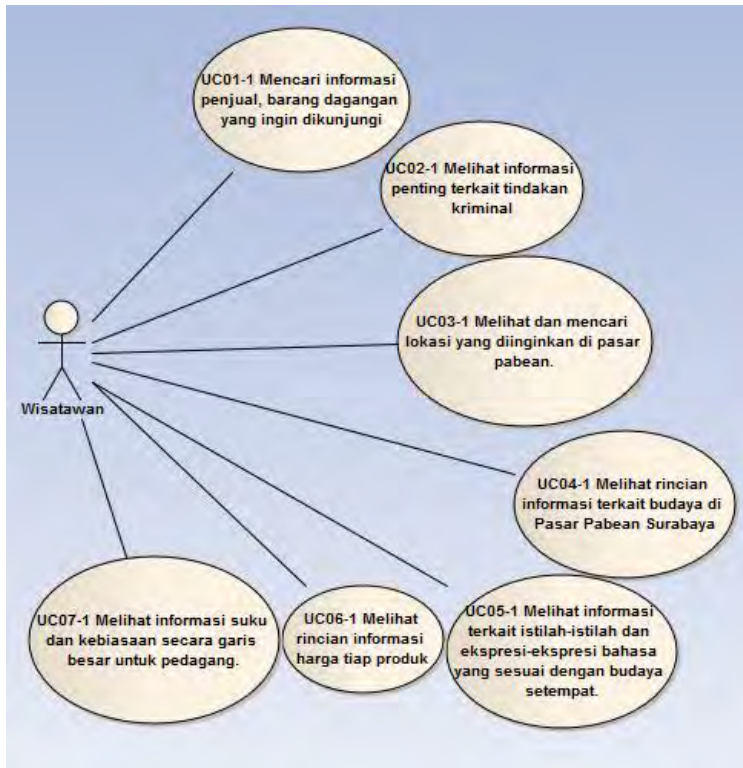 UC01-1 Mencari informasi
penjual, barang dagangan
yang ingin dikunjungi
UC02-1 Melihat informasi
penting terkait tindakan
kriminal
UC03-1 Melihat dan mencari
lokasi yang diinginkan di pasar
pabean.
Wisatawan
UC04-1 Melihat rincian
informasi terkait budaya di
Pasar Pabean Surabaya
UC07-1 Melihat informasi suku
dan kebiasaan secara garis
besar untuk pedagang.
UC06-1 Melihat
rincian informasi
harga tiap produk
UC05-1 Melihat informasi
terkait istilah-istilah dan
ekspresi-ekspresi bahasa
yang sesuai dengan budaya
setempat.